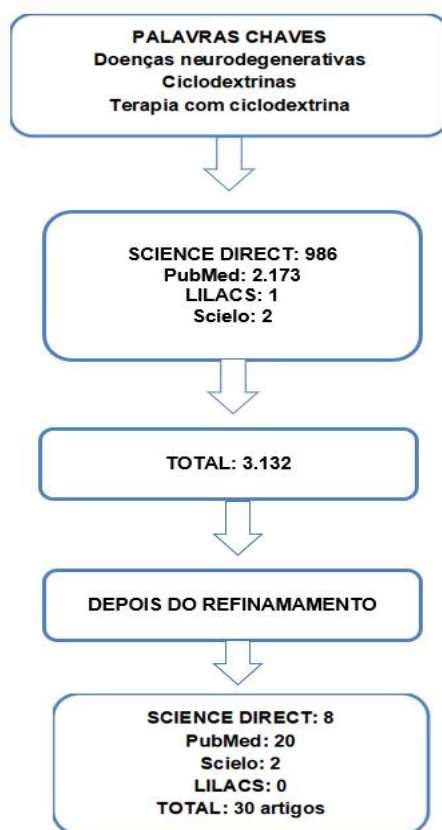 PALAVRAS CHAVES
Doenças neurodegenerativas
Ciclodextrinas
Terapia com ciclodextrina
SCIENCE DIRECT: 986
PubMed: 2.173
LILACS: 1
Scielo: 2
TOTAL: 3.132
DEPOIS DO REFINAMAMENTO
SCIENCE DIRECT: 8
PubMed: 20
Scielo: 2
LILACS: 0
TOTAL: 30 artigos